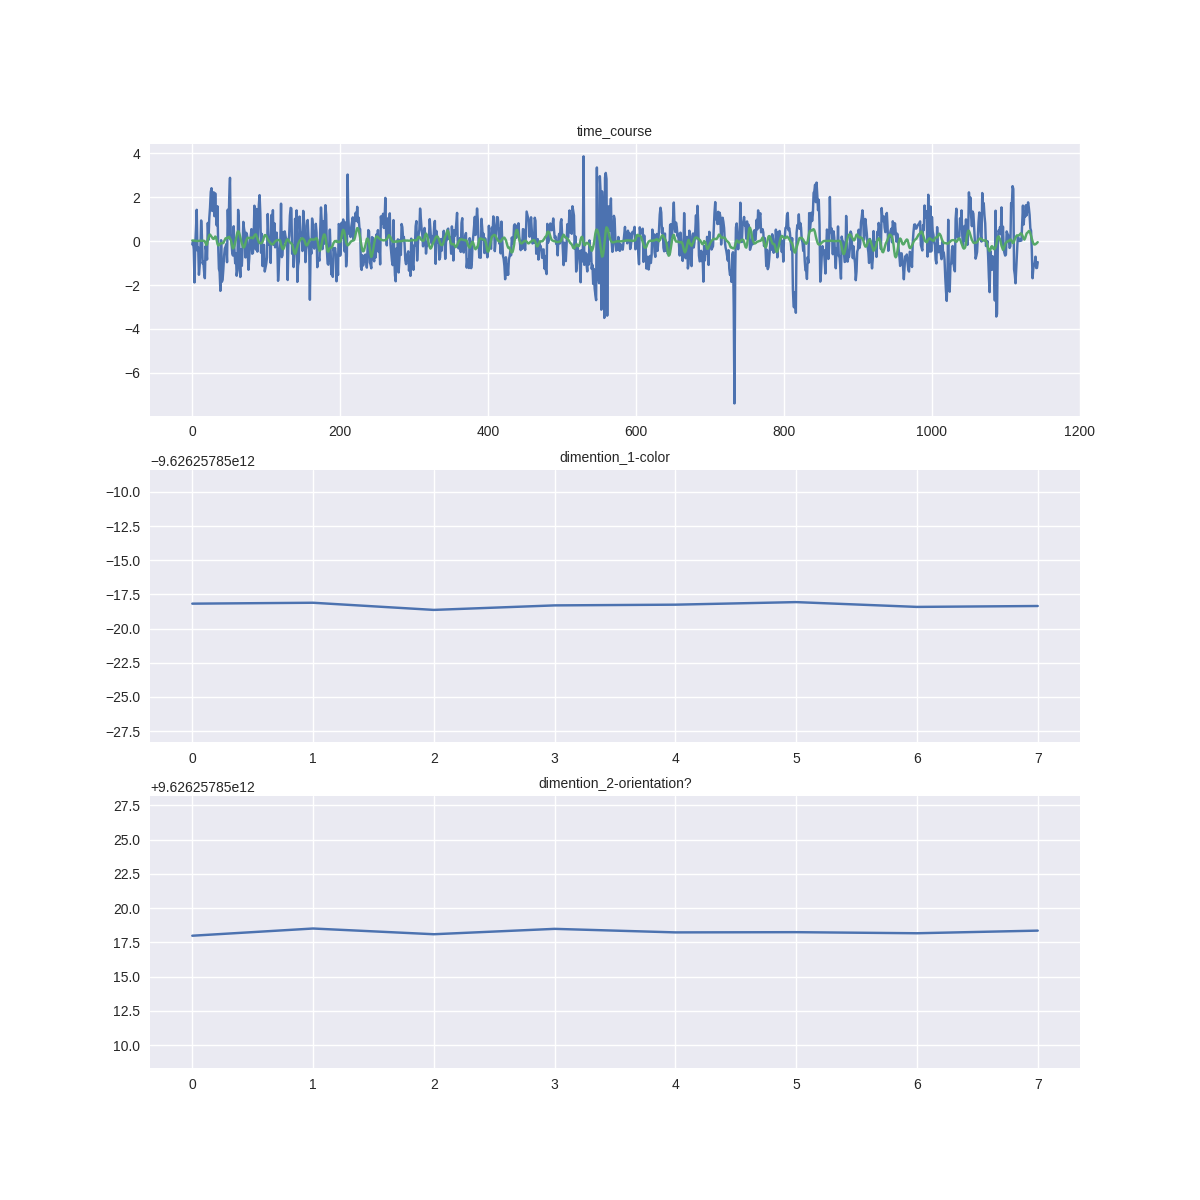 time_course
4
2
0
−2
−4
−6
0 200 400 600 800 1000 1200
−9.62625785e12
dimention_1-color
−10.0
−12.5
−15.0
−17.5
−20.0
−22.5
−25.0
−27.5
0 1 2 3 4 5 6 7
+9.62625785e12
dimention_2-orientation?
27.5
25.0
22.5
20.0
17.5
15.0
12.5
10.0
0 1 2 3 4 5 6 7